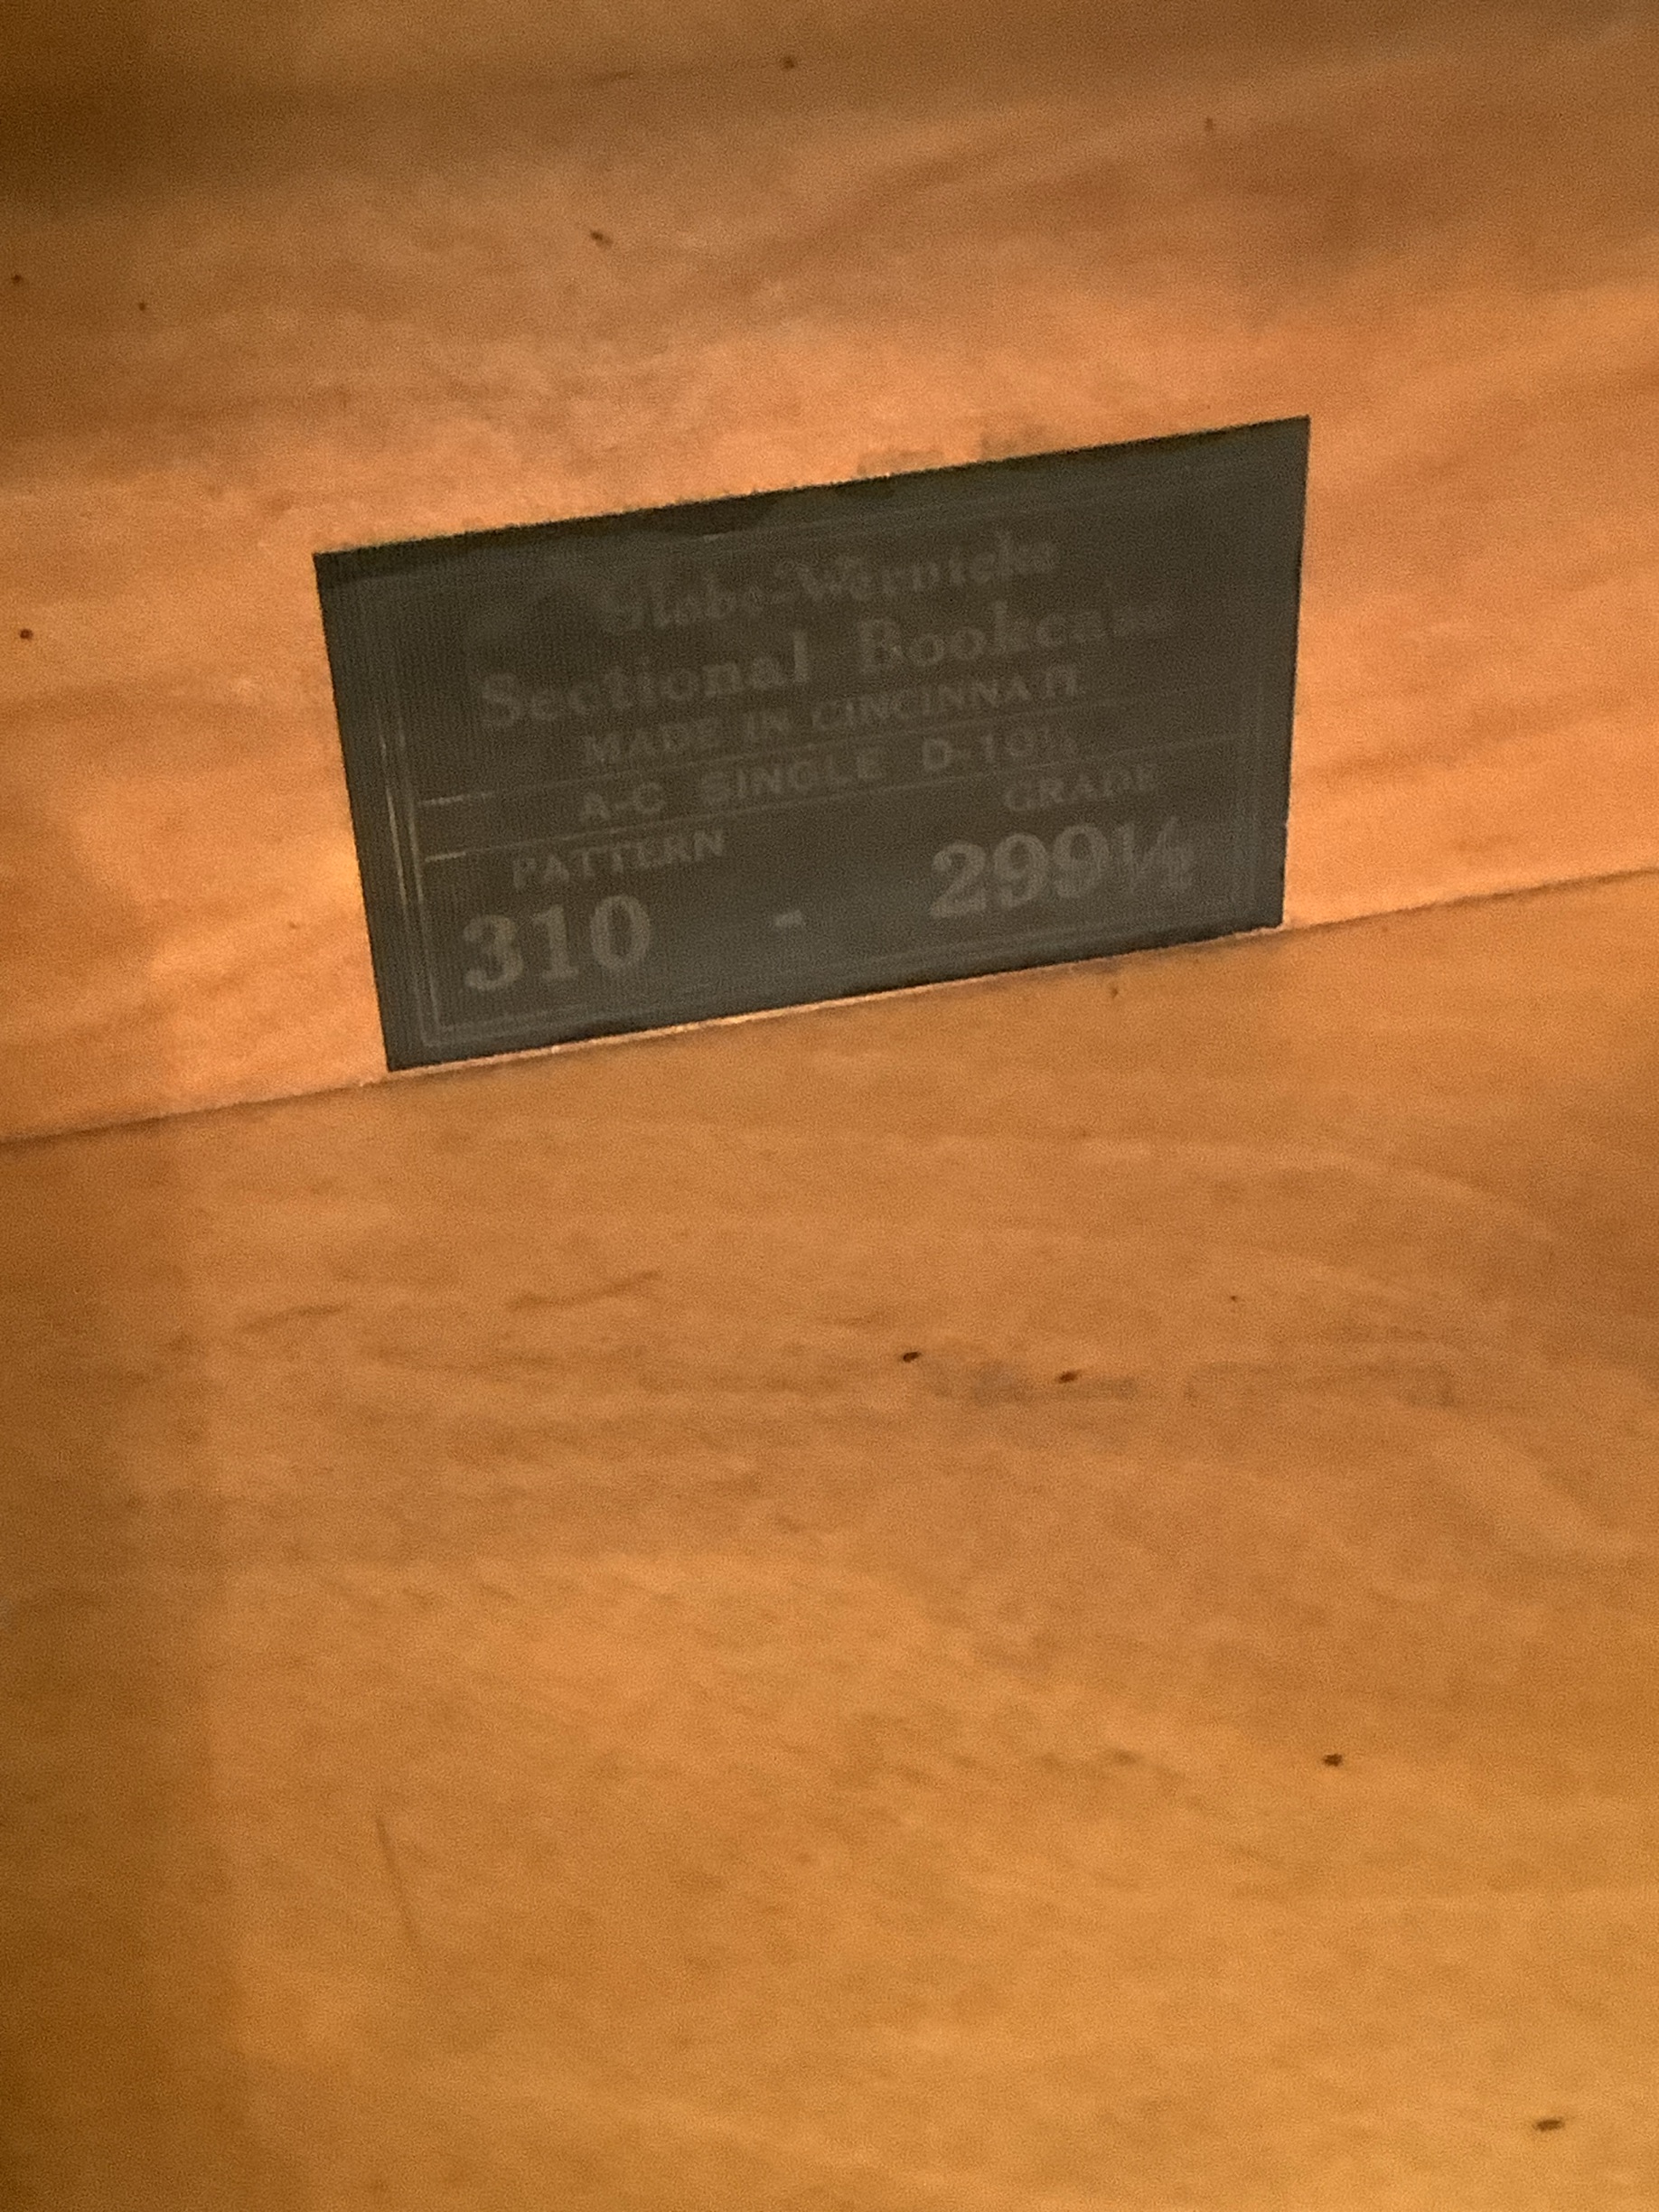 Globe-Wernicke
Sectional Bookcase
MADE IN CINCINNATI
A-C SINGLE D-10½
PATTERN GRADE
310 - 299½